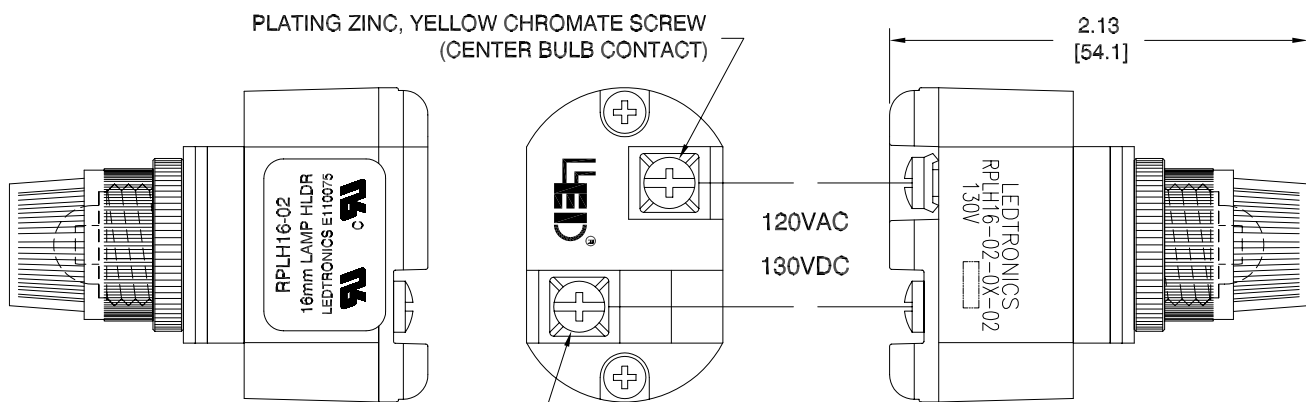 PLATING ZINC, YELLOW CHROMATE SCREW
(CENTER BULB CONTACT)
2.13
[54.1]
RPLH16-02
16mm LAMP HLDR
LEDTRONICS E110075
C
LED®
120VAC
130VDC
LEDTRONICS
RPLH16-02-0X-02
130V